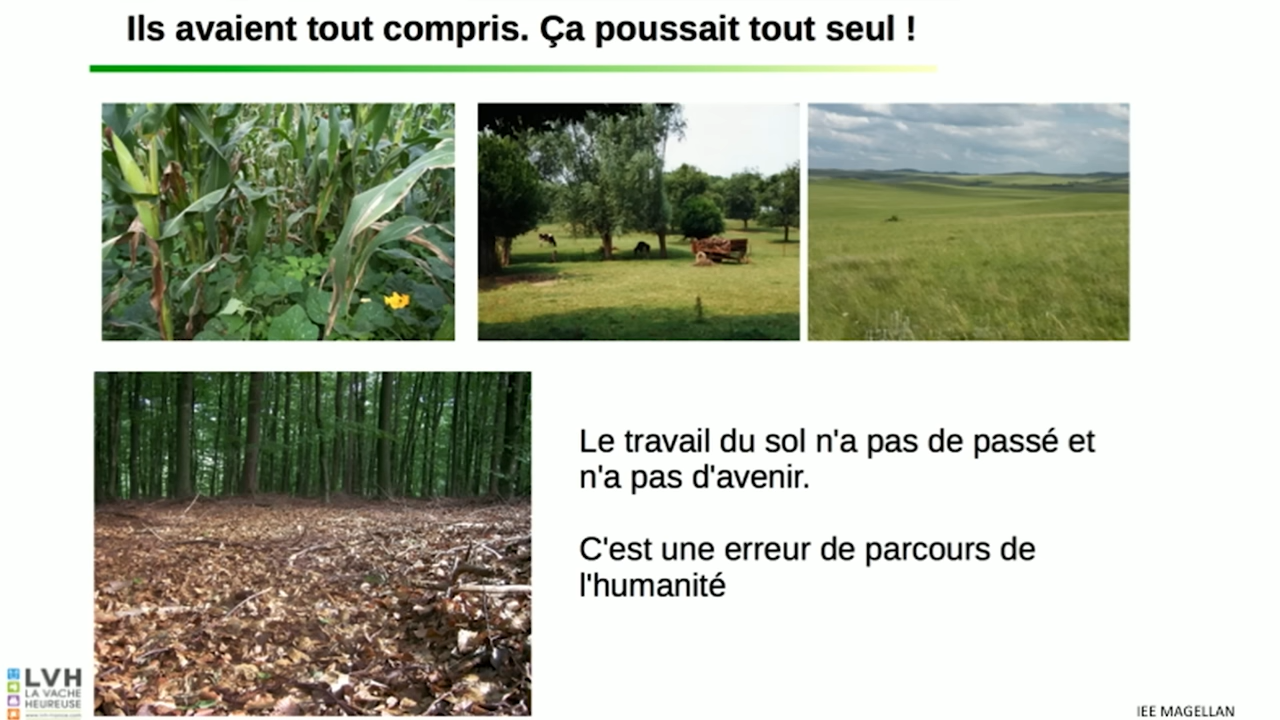 Ils avaient tout compris. Ça poussait tout seul !
Le travail du sol n'a pas de passé et
n'a pas d'avenir.
C'est une erreur de parcours de
l'humanité
LVH
LA VACHE
HEUREUSE
IEE MAGELLAN